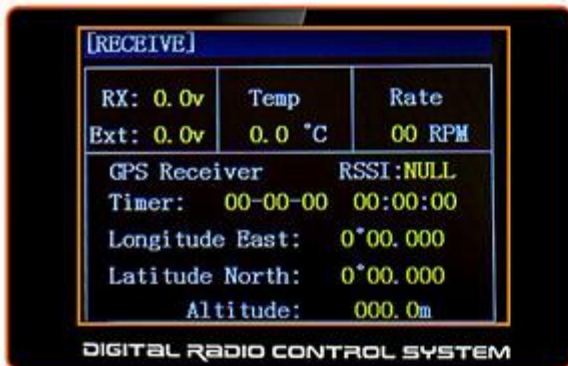 [RECEIVE]
RX: 0.0v Temp Rate
Ext: 0.0v 0.0 °C 00 RPM
GPS Receiver RSSI:NULL
Timer: 00-00-00 00:00:00
Longitude East: 0°00.000
Latitude North: 0°00.000
Altitude: 000.0m
DIGITAL RADIO CONTROL SYSTEM